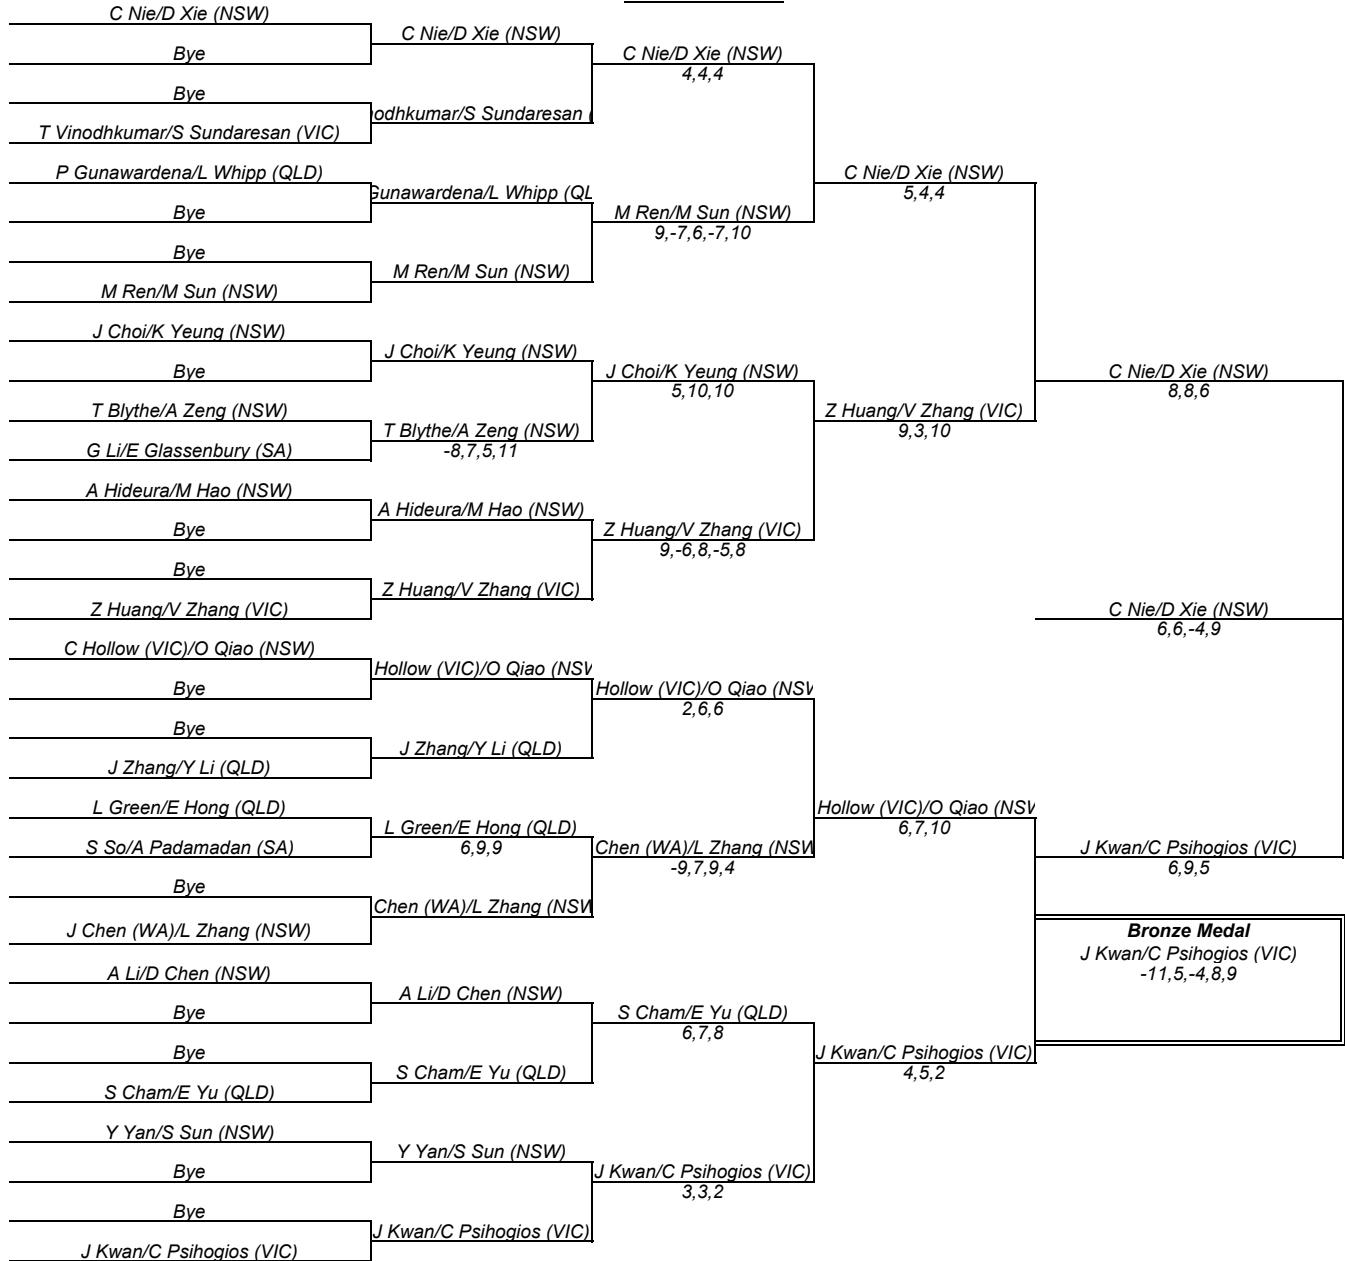 C Nie/D Xie (NSW)
Bye
Bye
T Vinodhkumar/S Sundaresan (VIC)
P Gunawardena/L Whipp (QLD)
Bye
Bye
M Ren/M Sun (NSW)
J Choi/K Yeung (NSW)
Bye
T Blythe/A Zeng (NSW)
G Li/E Glassenbury (SA)
A Hideura/M Hao (NSW)
Bye
Bye
Z Huang/V Zhang (VIC)
C Hollow (VIC)/O Qiao (NSW)
Bye
Bye
J Zhang/Y Li (QLD)
L Green/E Hong (QLD)
S So/A Padamadan (SA)
Bye
J Chen (WA)/L Zhang (NSW)
A Li/D Chen (NSW)
Bye
Bye
S Cham/E Yu (QLD)
Y Yan/S Sun (NSW)
Bye
Bye
J Kwan/C Psihogios (VIC)
C Nie/D Xie (NSW)
odhkumar/S Sundaresan (
Gunawardena/L Whipp (QL
M Ren/M Sun (NSW)
J Choi/K Yeung (NSW)
T Blythe/A Zeng (NSW)
-8,7,5,11
A Hideura/M Hao (NSW)
Z Huang/V Zhang (VIC)
Hollow (VIC)/O Qiao (NSW
J Zhang/Y Li (QLD)
L Green/E Hong (QLD)
6,9,9
Chen (WA)/L Zhang (NSW
A Li/D Chen (NSW)
S Cham/E Yu (QLD)
Y Yan/S Sun (NSW)
J Kwan/C Psihogios (VIC)
C Nie/D Xie (NSW)
4,4,4
M Ren/M Sun (NSW)
9,-7,6,-7,10
J Choi/K Yeung (NSW)
5,10,10
Z Huang/V Zhang (VIC)
9,-6,8,-5,8
Hollow (VIC)/O Qiao (NSW
2,6,6
Chen (WA)/L Zhang (NSW
-9,7,9,4
S Cham/E Yu (QLD)
6,7,8
J Kwan/C Psihogios (VIC)
3,3,2
C Nie/D Xie (NSW)
5,4,4
Z Huang/V Zhang (VIC)
9,3,10
Hollow (VIC)/O Qiao (NSW
6,7,10
J Kwan/C Psihogios (VIC)
4,5,2
C Nie/D Xie (NSW)
8,8,6
C Nie/D Xie (NSW)
6,6,-4,9
J Kwan/C Psihogios (VIC)
6,9,5
Bronze Medal
J Kwan/C Psihogios (VIC)
-11,5,-4,8,9